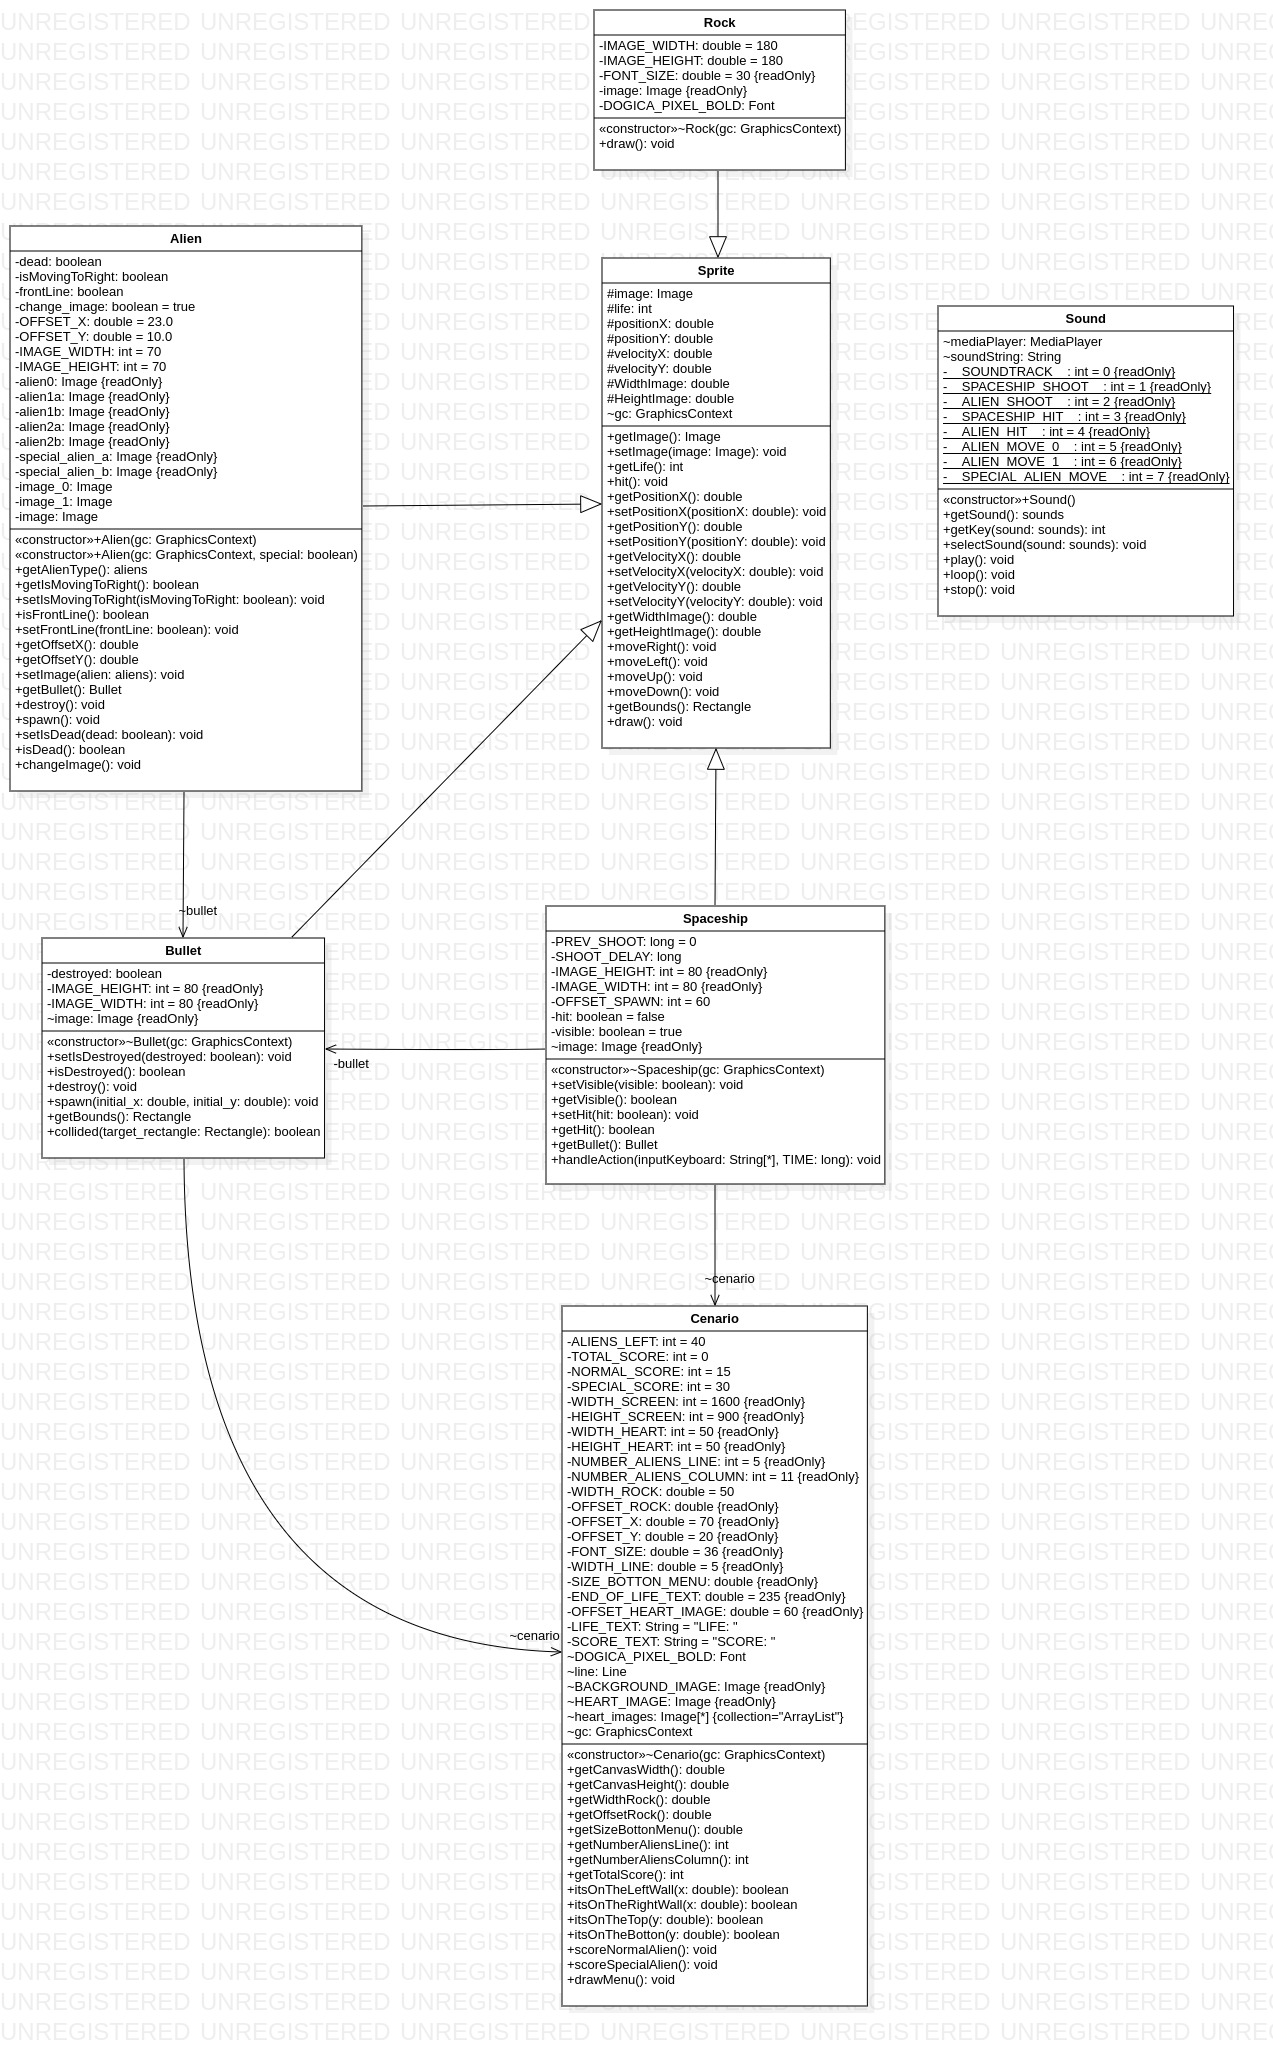 Rock
-IMAGE_WIDTH: double = 180
-IMAGE_HEIGHT: double = 180
-FONT_SIZE: double = 30 {readOnly}
-image: Image {readOnly}
-DOGICA_PIXEL_BOLD: Font
«constructor»~Rock(gc: GraphicsContext)
+draw(): void
Alien
-dead: boolean
-isMovingToRight: boolean
-frontLine: boolean
-change_image: boolean = true
-OFFSET_X: double = 23.0
-OFFSET_Y: double = 10.0
-IMAGE_WIDTH: int = 70
-IMAGE_HEIGHT: int = 70
-alien0: Image {readOnly}
-alien1a: Image {readOnly}
-alien1b: Image {readOnly}
-alien2a: Image {readOnly}
-alien2b: Image {readOnly}
-special_alien_a: Image {readOnly}
-special_alien_b: Image {readOnly}
-image_0: Image
-image_1: Image
-image: Image
«constructor»+Alien(gc: GraphicsContext)
«constructor»+Alien(gc: GraphicsContext, special: boolean)
+getAlienType(): aliens
+getIsMovingToRight(): boolean
+setIsMovingToRight(isMovingToRight: boolean): void
+isFrontLine(): boolean
+setFrontLine(frontLine: boolean): void
+getOffsetX(): double
+getOffsetY(): double
+setImage(alien: aliens): void
+getBullet(): Bullet
+destroy(): void
+spawn(): void
+setIsDead(dead: boolean): void
+isDead(): boolean
+changeImage(): void
Sprite
#image: Image
#life: int
#positionX: double
#positionY: double
#velocityX: double
#velocityY: double
#WidthImage: double
#HeightImage: double
~gc: GraphicsContext
+getImage(): Image
+setImage(image: Image): void
+getLife(): int
+hit(): void
+getPositionX(): double
+setPositionX(positionX: double): void
+getPositionY(): double
+setPositionY(positionY: double): void
+getVelocityX(): double
+setVelocityX(velocityX: double): void
+getVelocityY(): double
+setVelocityY(velocityY: double): void
+getWidthImage(): double
+getHeightImage(): double
+moveRight(): void
+moveLeft(): void
+moveUp(): void
+moveDown(): void
+getBounds(): Rectangle
+draw(): void
Sound
~mediaPlayer: MediaPlayer
~soundString: String
-__SOUNDTRACK__: int = 0 {readOnly}
-__SPACESHIP_SHOOT__: int = 1 {readOnly}
-__ALIEN_SHOOT__: int = 2 {readOnly}
-__SPACESHIP_HIT__: int = 3 {readOnly}
-__ALIEN_HIT__: int = 4 {readOnly}
-__ALIEN_MOVE_0__: int = 5 {readOnly}
-__ALIEN_MOVE_1__: int = 6 {readOnly}
-__SPECIAL_ALIEN_MOVE__: int = 7 {readOnly}
«constructor»+Sound()
+getSound(): sounds
+getKey(sound: sounds): int
+selectSound(sound: sounds): void
+play(): void
+loop(): void
+stop(): void
~bullet
Bullet
-destroyed: boolean
-IMAGE_HEIGHT: int = 80 {readOnly}
-IMAGE_WIDTH: int = 80 {readOnly}
~image: Image {readOnly}
«constructor»~Bullet(gc: GraphicsContext)
+setIsDestroyed(destroyed: boolean): void
+isDestroyed(): boolean
+destroy(): void
+spawn(initial_x: double, initial_y: double): void
+getBounds(): Rectangle
+collided(target_rectangle: Rectangle): boolean
-bullet
Spaceship
-PREV_SHOOT: long = 0
-SHOOT_DELAY: long
-IMAGE_HEIGHT: int = 80 {readOnly}
-IMAGE_WIDTH: int = 80 {readOnly}
-OFFSET_SPAWN: int = 60
-hit: boolean = false
-visible: boolean = true
~image: Image {readOnly}
«constructor»~Spaceship(gc: GraphicsContext)
+setVisible(visible: boolean): void
+getVisible(): boolean
+setHit(hit: boolean): void
+getHit(): boolean
+getBullet(): Bullet
+handleAction(inputKeyboard: String[*], TIME: long): void
~cenario
~cenario
Cenario
-ALIENS_LEFT: int = 40
-TOTAL_SCORE: int = 0
-NORMAL_SCORE: int = 15
-SPECIAL_SCORE: int = 30
-WIDTH_SCREEN: int = 1600 {readOnly}
-HEIGHT_SCREEN: int = 900 {readOnly}
-WIDTH_HEART: int = 50 {readOnly}
-HEIGHT_HEART: int = 50 {readOnly}
-NUMBER_ALIENS_LINE: int = 5 {readOnly}
-NUMBER_ALIENS_COLUMN: int = 11 {readOnly}
-WIDTH_ROCK: double = 50
-OFFSET_ROCK: double {readOnly}
-OFFSET_X: double = 70 {readOnly}
-OFFSET_Y: double = 20 {readOnly}
-FONT_SIZE: double = 36 {readOnly}
-WIDTH_LINE: double = 5 {readOnly}
-SIZE_BOTTON_MENU: double {readOnly}
-END_OF_LIFE_TEXT: double = 235 {readOnly}
-OFFSET_HEART_IMAGE: double = 60 {readOnly}
-LIFE_TEXT: String = "LIFE: "
-SCORE_TEXT: String = "SCORE: "
~DOGICA_PIXEL_BOLD: Font
~line: Line
~BACKGROUND_IMAGE: Image {readOnly}
~HEART_IMAGE: Image {readOnly}
~heart_images: Image[*] {collection="ArrayList"}
~gc: GraphicsContext
«constructor»~Cenario(gc: GraphicsContext)
+getCanvasWidth(): double
+getCanvasHeight(): double
+getWidthRock(): double
+getOffsetRock(): double
+getSizeBottonMenu(): double
+getNumberAliensLine(): int
+getNumberAliensColumn(): int
+getTotalScore(): int
+itsOnTheLeftWall(x: double): boolean
+itsOnTheRightWall(x: double): boolean
+itsOnTheTop(y: double): boolean
+itsOnTheBotton(y: double): boolean
+scoreNormalAlien(): void
+scoreSpecialAlien(): void
+drawMenu(): void